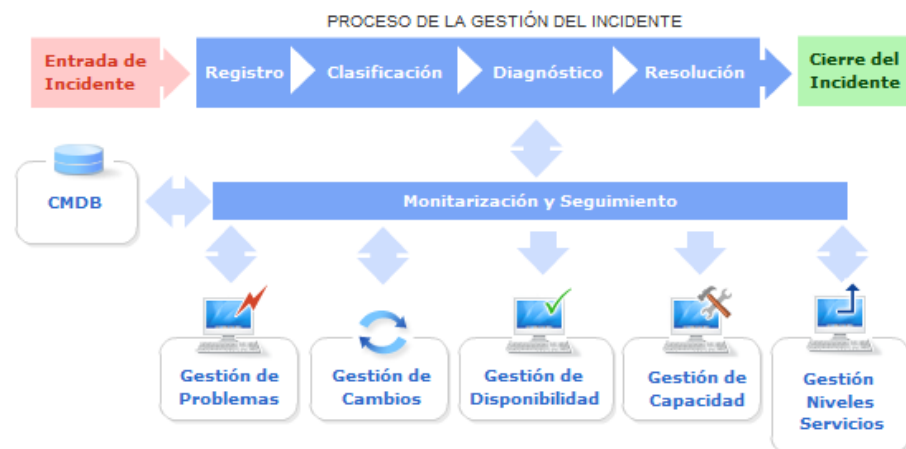 PROCESO DE LA GESTIÓN DEL INCIDENTE
Entrada de
Incidente
Registro
Clasificación
Diagnóstico
Resolución
Cierre del
Incidente
CMDB
Monitarización y Seguimiento
Gestión de
Problemas
Gestión de
Cambios
Gestión de
Disponibilidad
Gestión de
Capacidad
Gestión
Niveles
Servicios